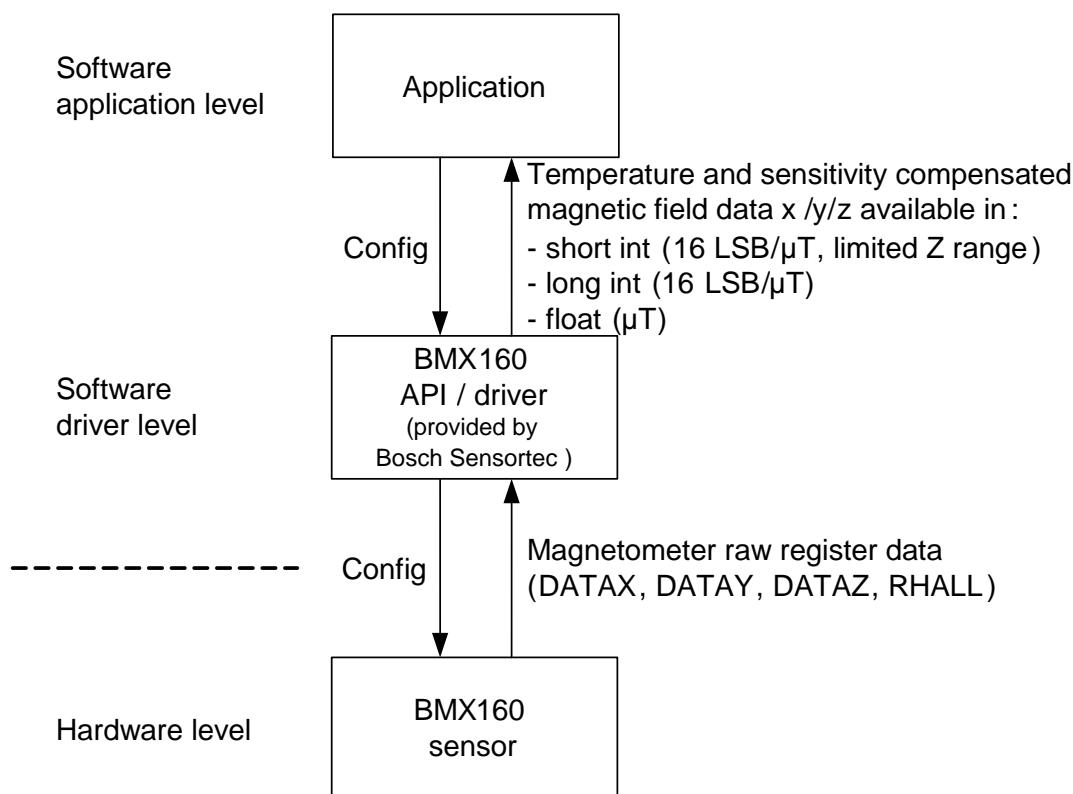 Software
application level
Application
Temperature and sensitivity compensated
magnetic field data x /y/z available in :
- short int (16 LSB/µT, limited Z range)
- long int (16 LSB/µT)
- float (µT)
Config
Software
driver level
BMX160
API / driver
(provided by
Bosch Sensortec )
Config
Magnetometer raw register data
(DATAX, DATAY, DATAZ, RHALL)
Hardware level
BMX160
sensor